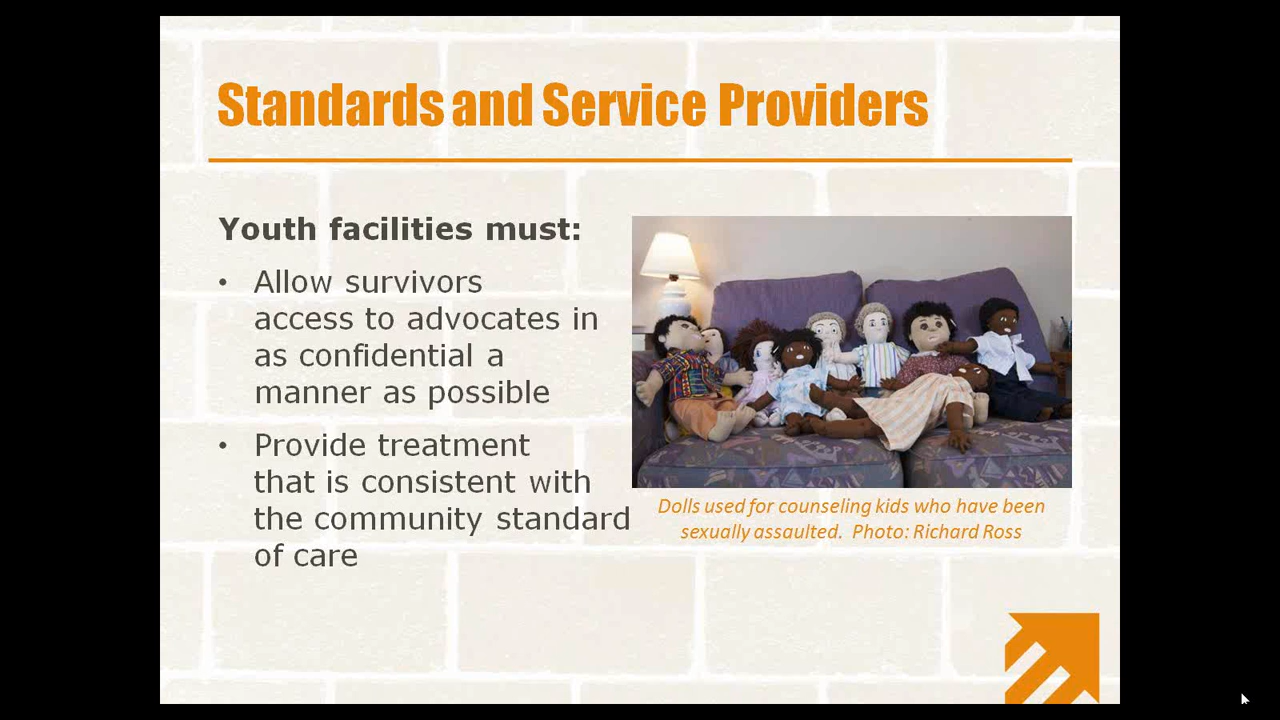 Standards and Service Providers
Youth facilities must:
• Allow survivors
access to advocates in
as confidential a
manner as possible
• Provide treatment
that is consistent with
the community standard
of care
Dolls used for counseling kids who have been
sexually assaulted.  Photo: Richard Ross